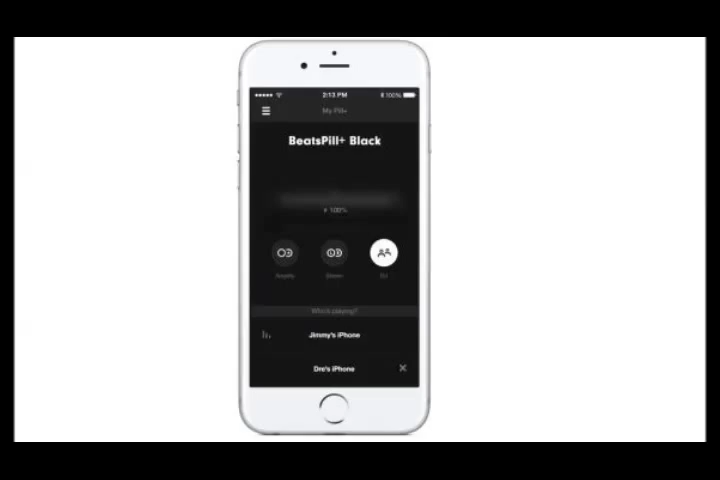 2:13 PM 100%
My Pill+
BeatsPill+ Black
100%
Amplify Stereo DJ
Who's playing?
Jimmy's iPhone
Dre's iPhone